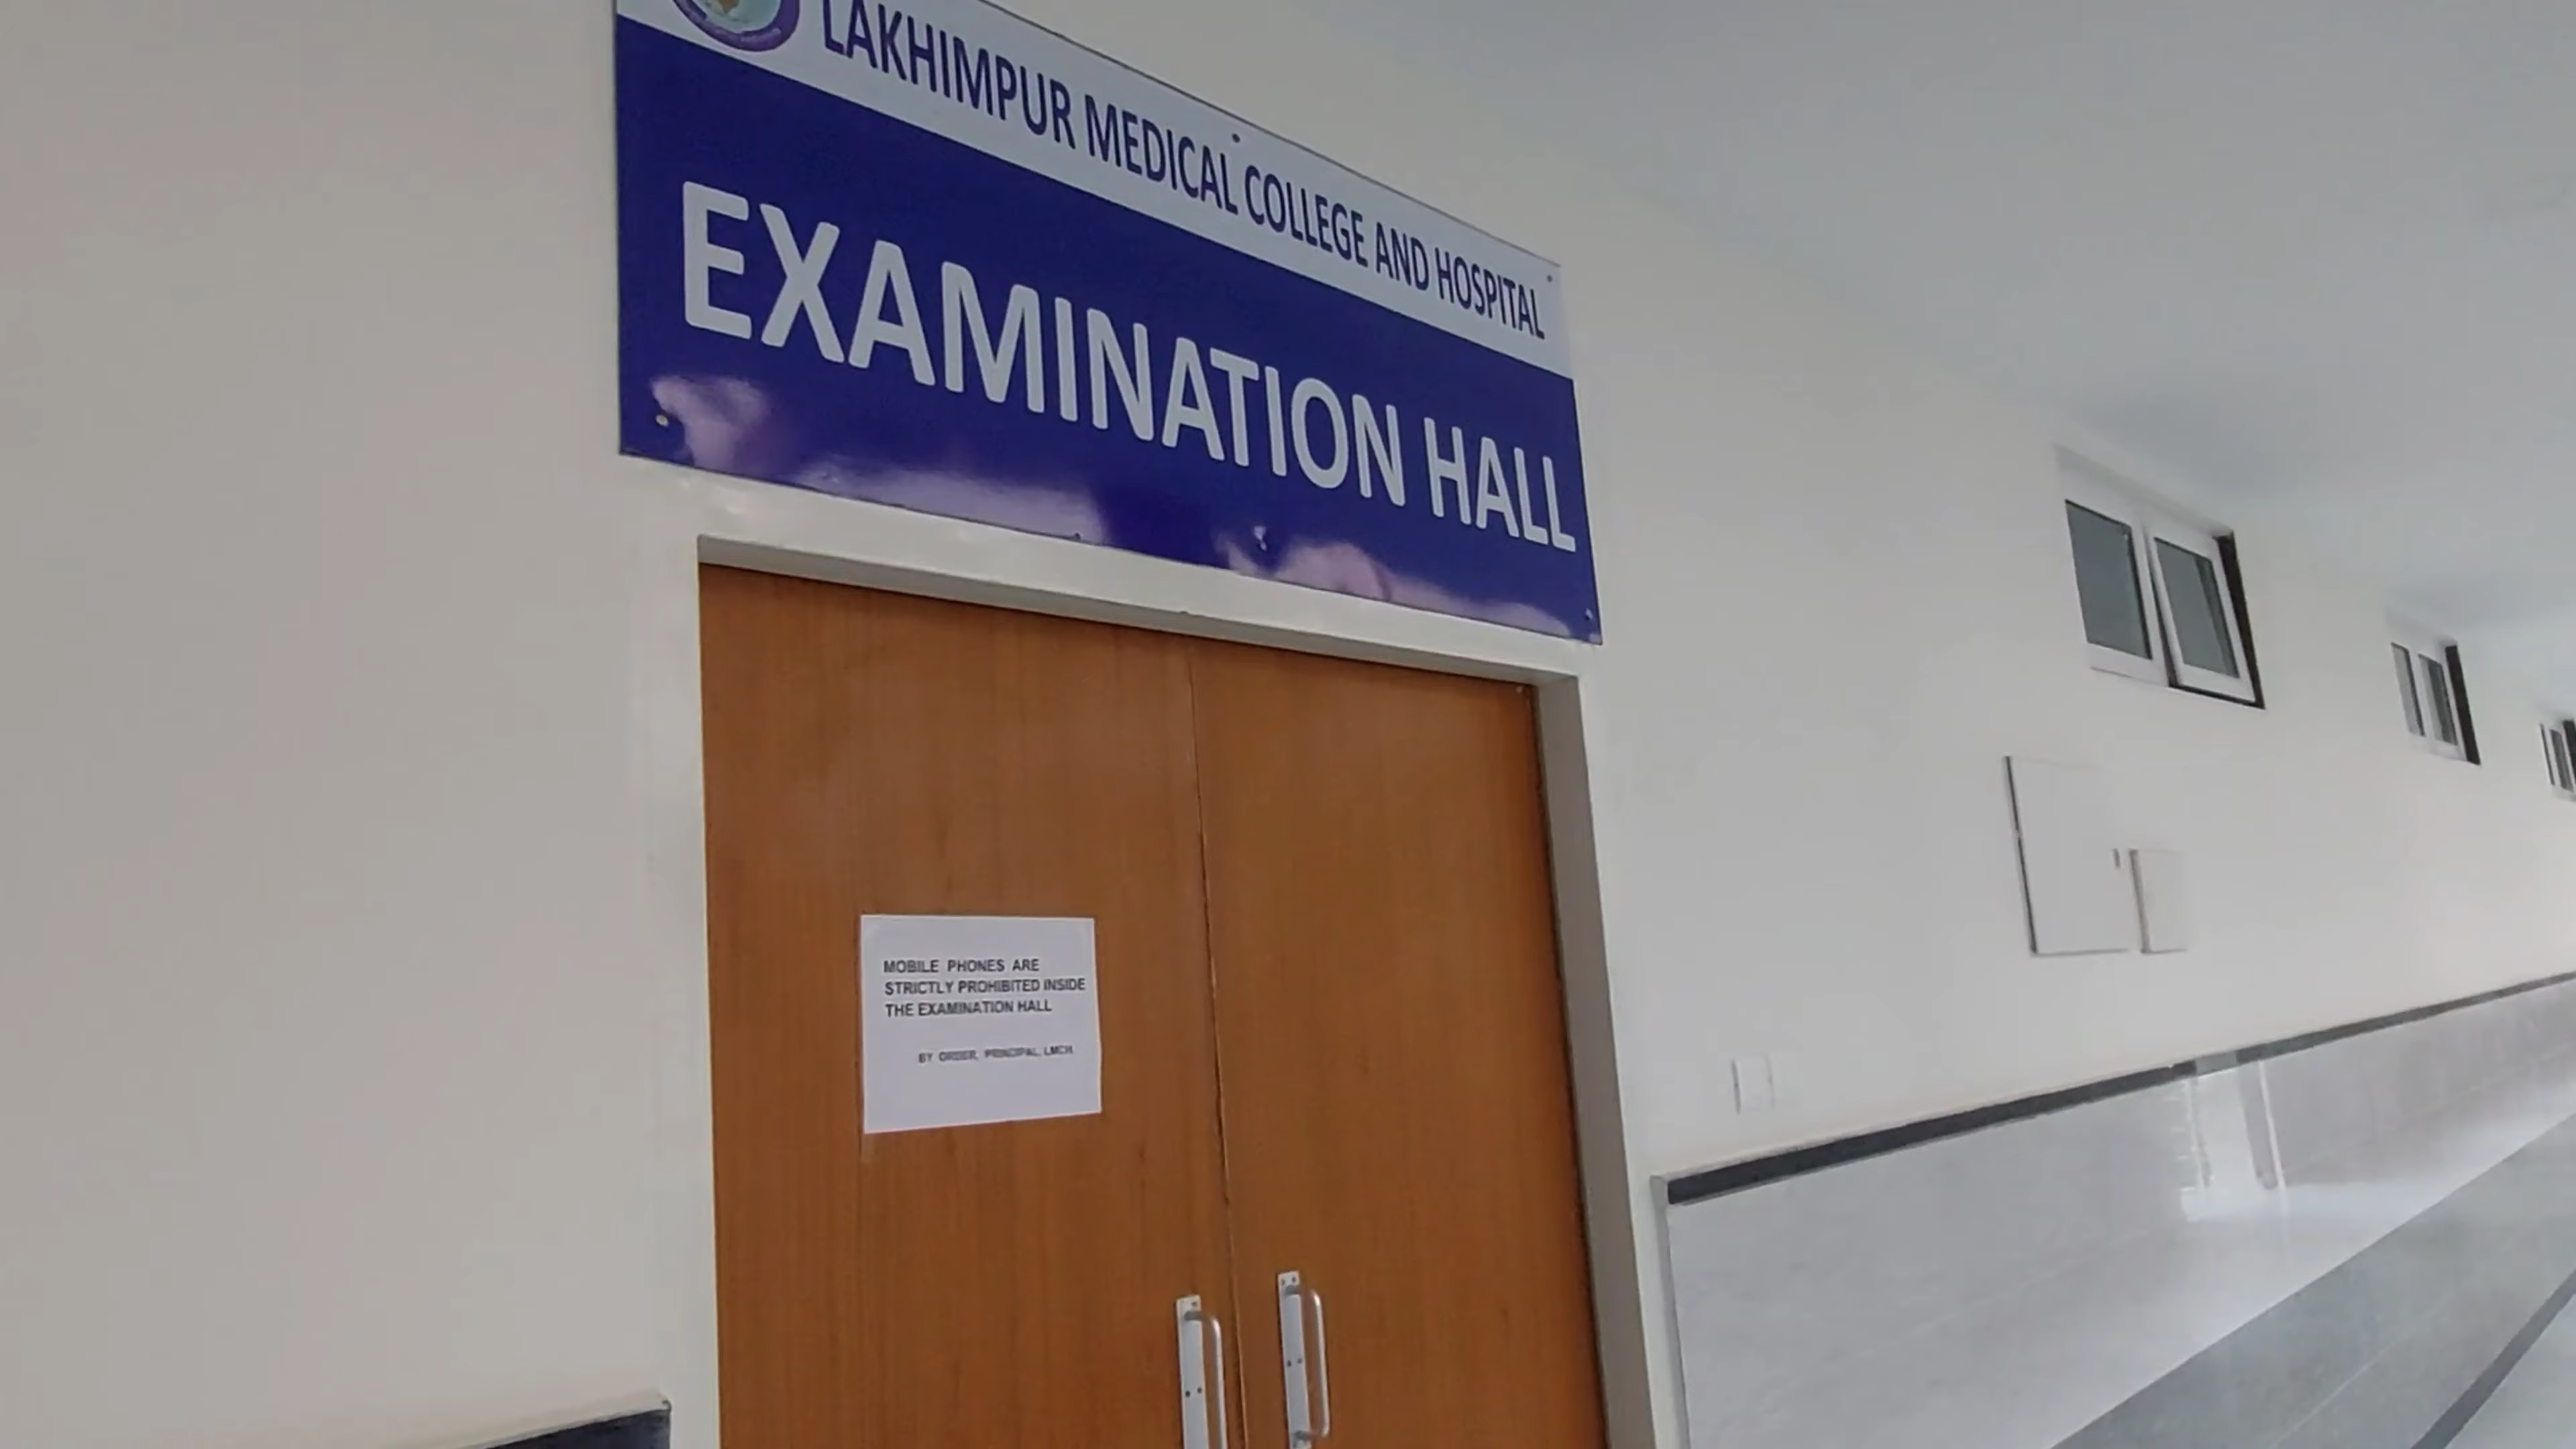 LAKHIMPUR MEDICAL COLLEGE AND HOSPITAL
EXAMINATION HALL
MOBILE PHONES ARE
STRICTLY PROHIBITED INSIDE
THE EXAMINATION HALL
BY ORDER, PRINCIPAL, LMCH